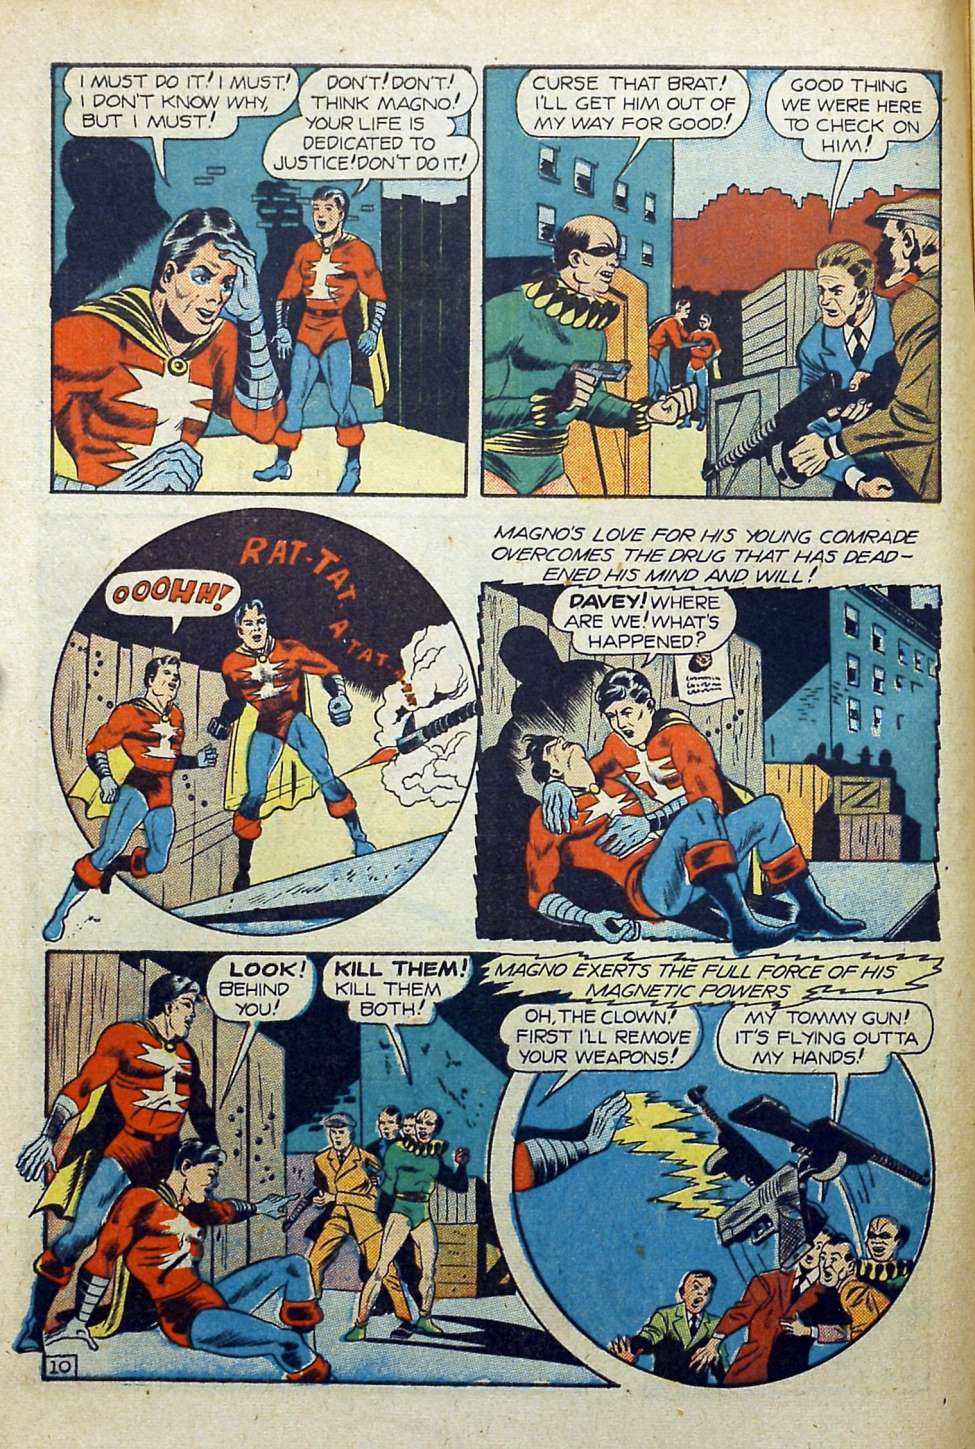 I MUST DO IT! I MUST!
I DON'T KNOW WHY,
BUT I MUST!
DON'T! DON'T!
THINK MAGNO!
YOUR LIFE IS
DEDICATED TO
JUSTICE! DON'T DO IT!
CURSE THAT BRAT!
I'LL GET HIM OUT OF
MY WAY FOR GOOD!
GOOD THING
WE WERE HERE
TO CHECK ON
HIM!
OOOHH!
RAT-TAT-A-TAT-
MAGNO'S LOVE FOR HIS YOUNG COMRADE
OVERCOMES THE DRUG THAT HAS DEAD-
ENED HIS MIND AND WILL!
DAVEY! WHERE
ARE WE! WHAT'S
HAPPENED?
LOOK!
BEHIND
YOU!
KILL THEM!
KILL THEM
BOTH!
MAGNO EXERTS THE FULL FORCE OF HIS
MAGNETIC POWERS
OH, THE CLOWN!
FIRST I'LL REMOVE
YOUR WEAPONS!
MY TOMMY GUN!
IT'S FLYING OUTTA
MY HANDS!
10